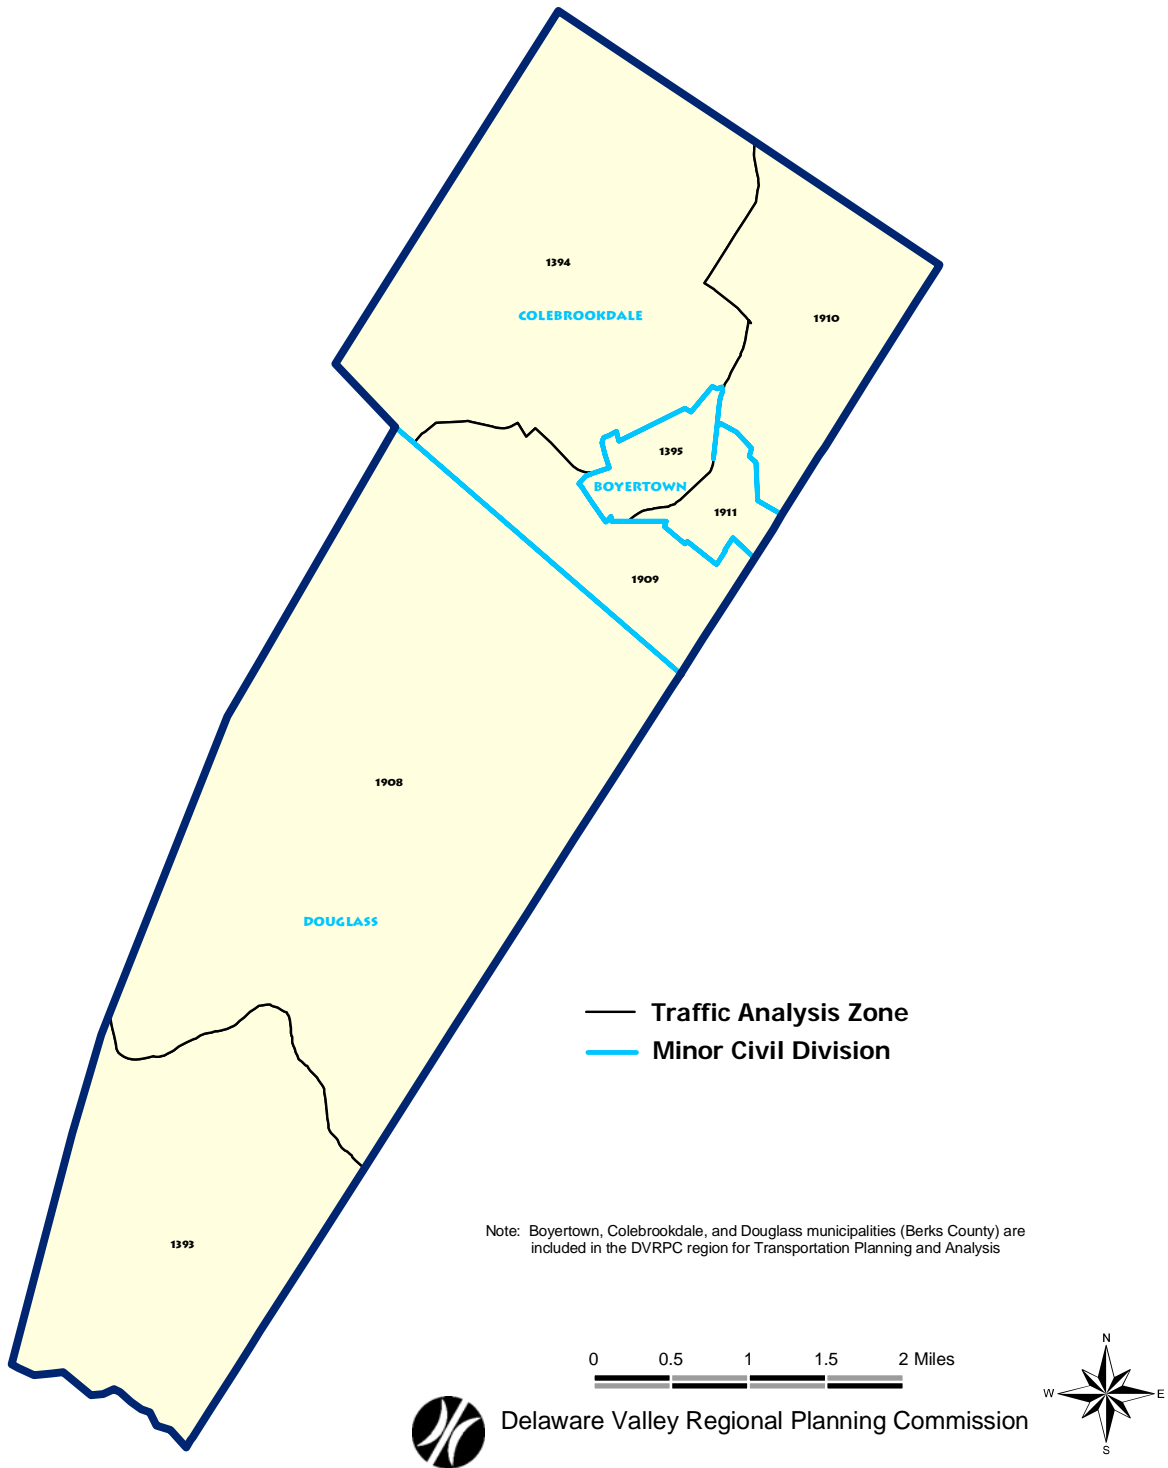 1394
COLEBROOKDALE
1910
1395
BOYERTOWN
1911
1909
1908
DOUGLASS
Traffic Analysis Zone
Minor Civil Division
1393
Note: Boyertown, Colebrookdale, and Douglass municipalities (Berks County) are
included in the DVRPC region for Transportation Planning and Analysis
0 0.5 1 1.5 2 Miles
Delaware Valley Regional Planning Commission
N
W E
S